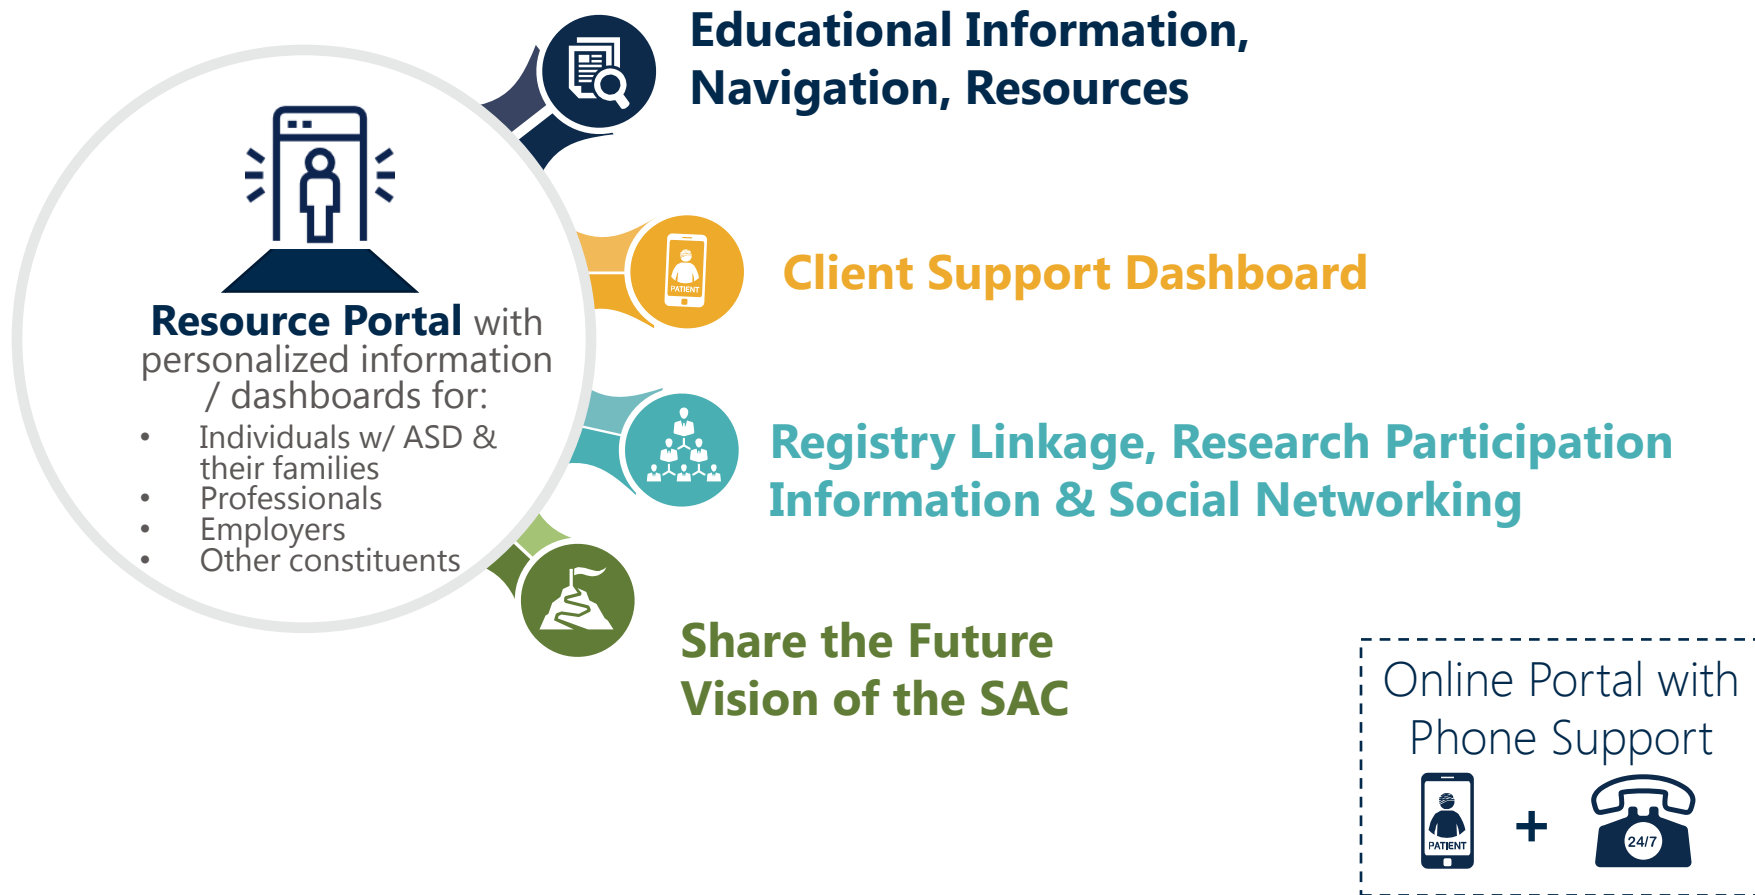 Educational Information,
Navigation, Resources
Resource Portal with
personalized information
/ dashboards for:
• Individuals w/ ASD &
their families
• Professionals
• Employers
• Other constituents
PATIENT
Client Support Dashboard
Registry Linkage, Research Participation
Information & Social Networking
Share the Future
Vision of the SAC
Online Portal with
Phone Support
PATIENT
+
24/7